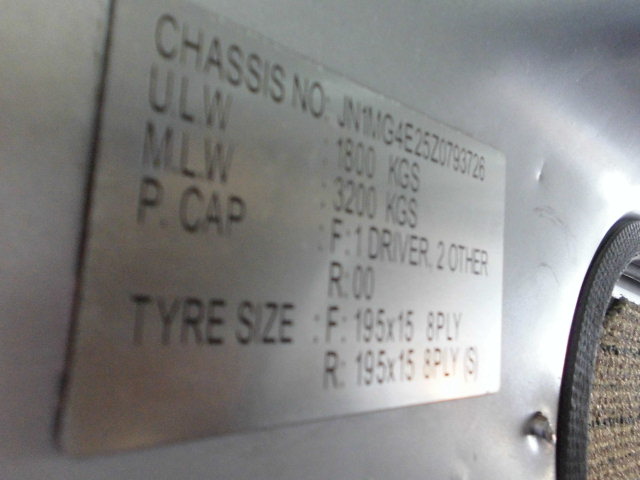 CHASSIS NO: JN1MG4E25Z0793726
U.L.W : 1800 KGS
M.L.W : 3200 KGS
P. CAP : F: 1 DRIVER. 2 OTHER
R: 00
TYRE SIZE : F: 195x15 8PLY
R: 195x15 8PLY (S)